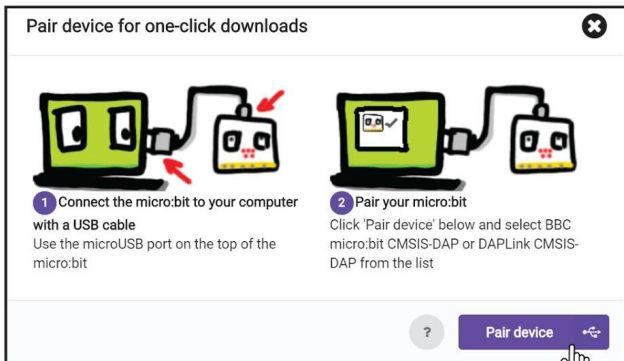 Pair device for one-click downloads
1 Connect the micro:bit to your computer
with a USB cable
Use the microUSB port on the top of the
micro:bit
2 Pair your micro:bit
Click 'Pair device' below and select BBC
micro:bit CMSIS-DAP or DAPLink CMSIS-
DAP from the list
?
Pair device